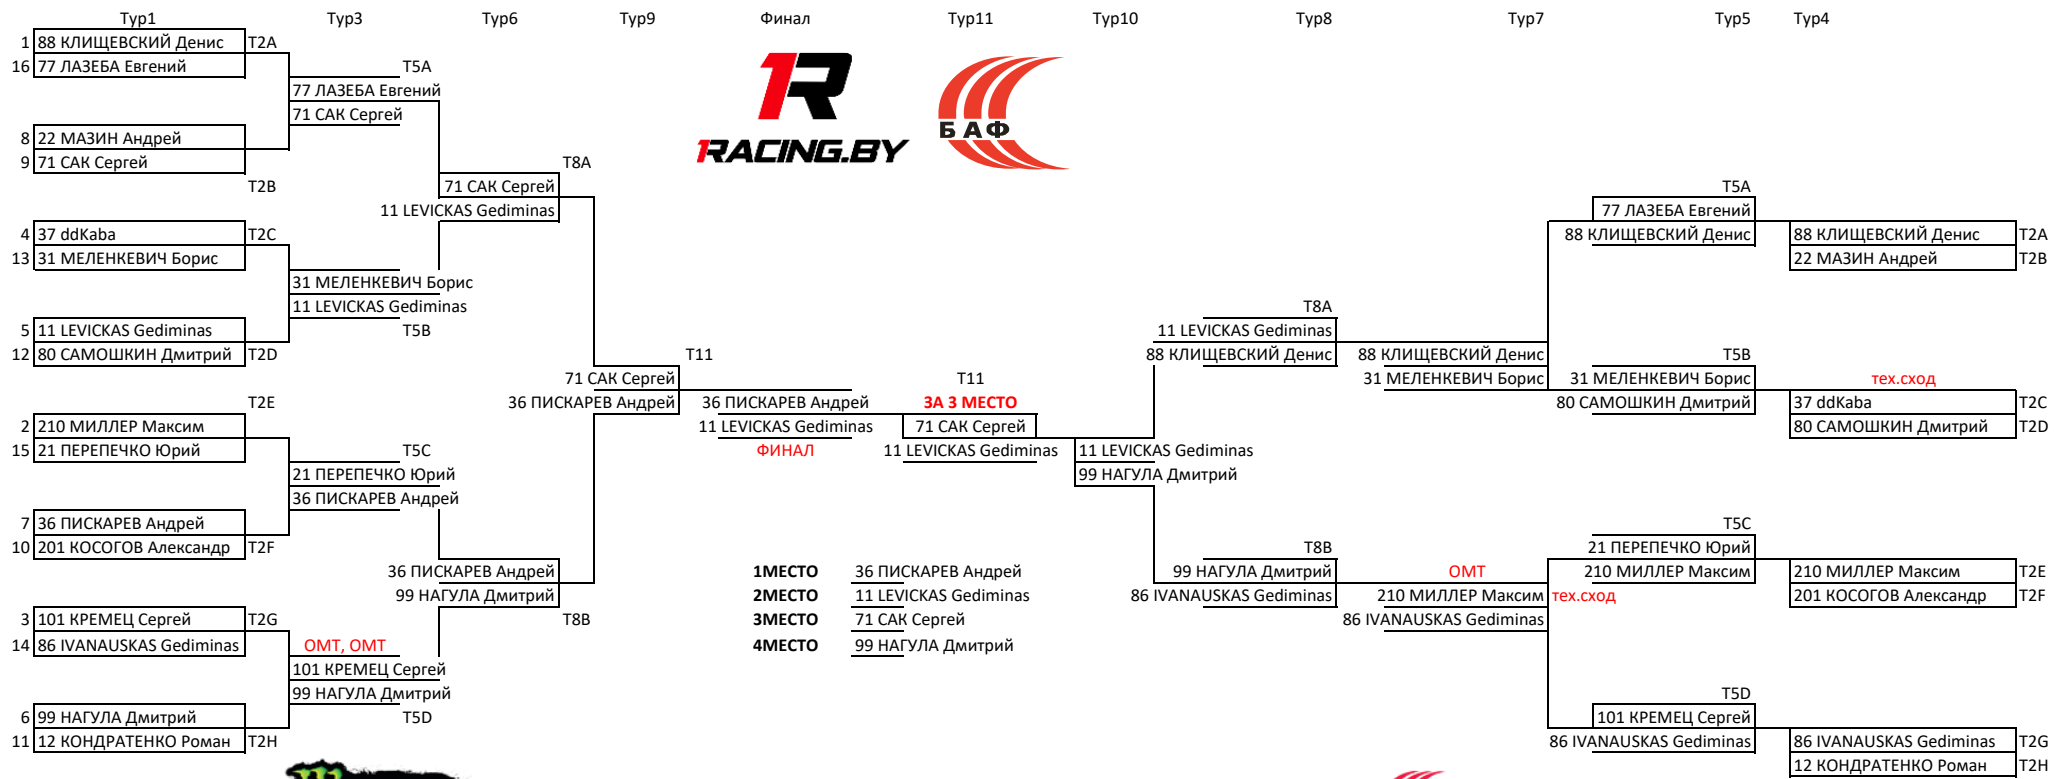 Тур1 Тур3 Тур6 Тур9 Финал Тур11 Тур10 Тур8 Тур7 Тур5 Тур4
1 88 КЛИЩЕВСКИЙ Денис T2A
16 77 ЛАЗЕБА Евгений T5A
77 ЛАЗЕБА Евгений
71 САК Сергей
1R
RACING.BY
БАФ
8 22 МАЗИН Андрей
9 71 САК Сергей T8A
T2B 71 САК Сергей T5A
11 LEVICKAS Gediminas 77 ЛАЗЕБА Евгений
4 37 ddKaba T2C 88 КЛИЩЕВСКИЙ Денис 88 КЛИЩЕВСКИЙ Денис T2A
13 31 МЕЛЕНКЕВИЧ Борис 22 МАЗИН Андрей T2B
31 МЕЛЕНКЕВИЧ Борис
11 LEVICKAS Gediminas T8A
5 11 LEVICKAS Gediminas T5B 11 LEVICKAS Gediminas
12 80 САМОШКИН Дмитрий T2D T11 88 КЛИЩЕВСКИЙ Денис 88 КЛИЩЕВСКИЙ Денис T5B
71 САК Сергей T11 31 МЕЛЕНКЕВИЧ Борис 31 МЕЛЕНКЕВИЧ Борис тех.сход
T2E 36 ПИСКАРЕВ Андрей 36 ПИСКАРЕВ Андрей ЗА 3 МЕСТО 80 САМОШКИН Дмитрий 37 ddKaba T2C
2 210 МИЛЛЕР Максим 11 LEVICKAS Gediminas 71 САК Сергей 80 САМОШКИН Дмитрий T2D
15 21 ПЕРЕПЕЧКО Юрий T5C ФИНАЛ 11 LEVICKAS Gediminas 11 LEVICKAS Gediminas
21 ПЕРЕПЕЧКО Юрий 99 НАГУЛА Дмитрий
36 ПИСКАРЕВ Андрей
7 36 ПИСКАРЕВ Андрей T5C
10 201 КОСОГОВ Александр T2F T8B 21 ПЕРЕПЕЧКО Юрий
36 ПИСКАРЕВ Андрей 1МЕСТО 36 ПИСКАРЕВ Андрей 99 НАГУЛА Дмитрий ОМТ 210 МИЛЛЕР Максим 210 МИЛЛЕР Максим T2E
99 НАГУЛА Дмитрий 2МЕСТО 11 LEVICKAS Gediminas 86 IVANAUSKAS Gediminas 210 МИЛЛЕР Максим тех.сход 201 КОСОГОВ Александр T2F
3 101 КРЕМЕЦ Сергей T2G T8B 3МЕСТО 71 САК Сергей 86 IVANAUSKAS Gediminas
14 86 IVANAUSKAS Gediminas ОМТ, ОМТ 4МЕСТО 99 НАГУЛА Дмитрий
101 КРЕМЕЦ Сергей
99 НАГУЛА Дмитрий T5D
6 99 НАГУЛА Дмитрий T5D 101 КРЕМЕЦ Сергей
11 12 КОНДРАТЕНКО Роман T2H 86 IVANAUSKAS Gediminas 86 IVANAUSKAS Gediminas T2G
12 КОНДРАТЕНКО Роман T2H